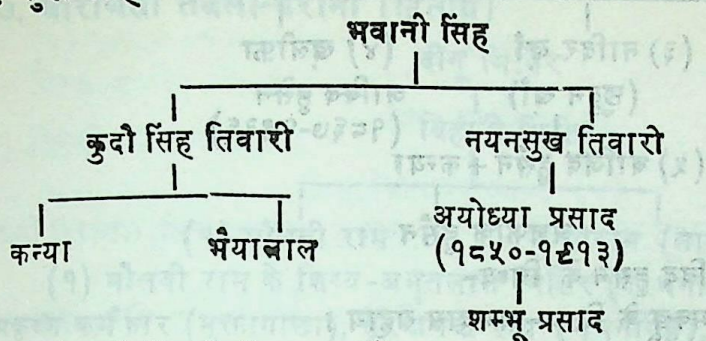 भवानी सिंह
कुदौ सिंह तिवारी नयनसुख तिवारी
अयोध्या प्रसाद
कन्या भैयालाल (१८५०-१९१३)
शम्भू प्रसाद